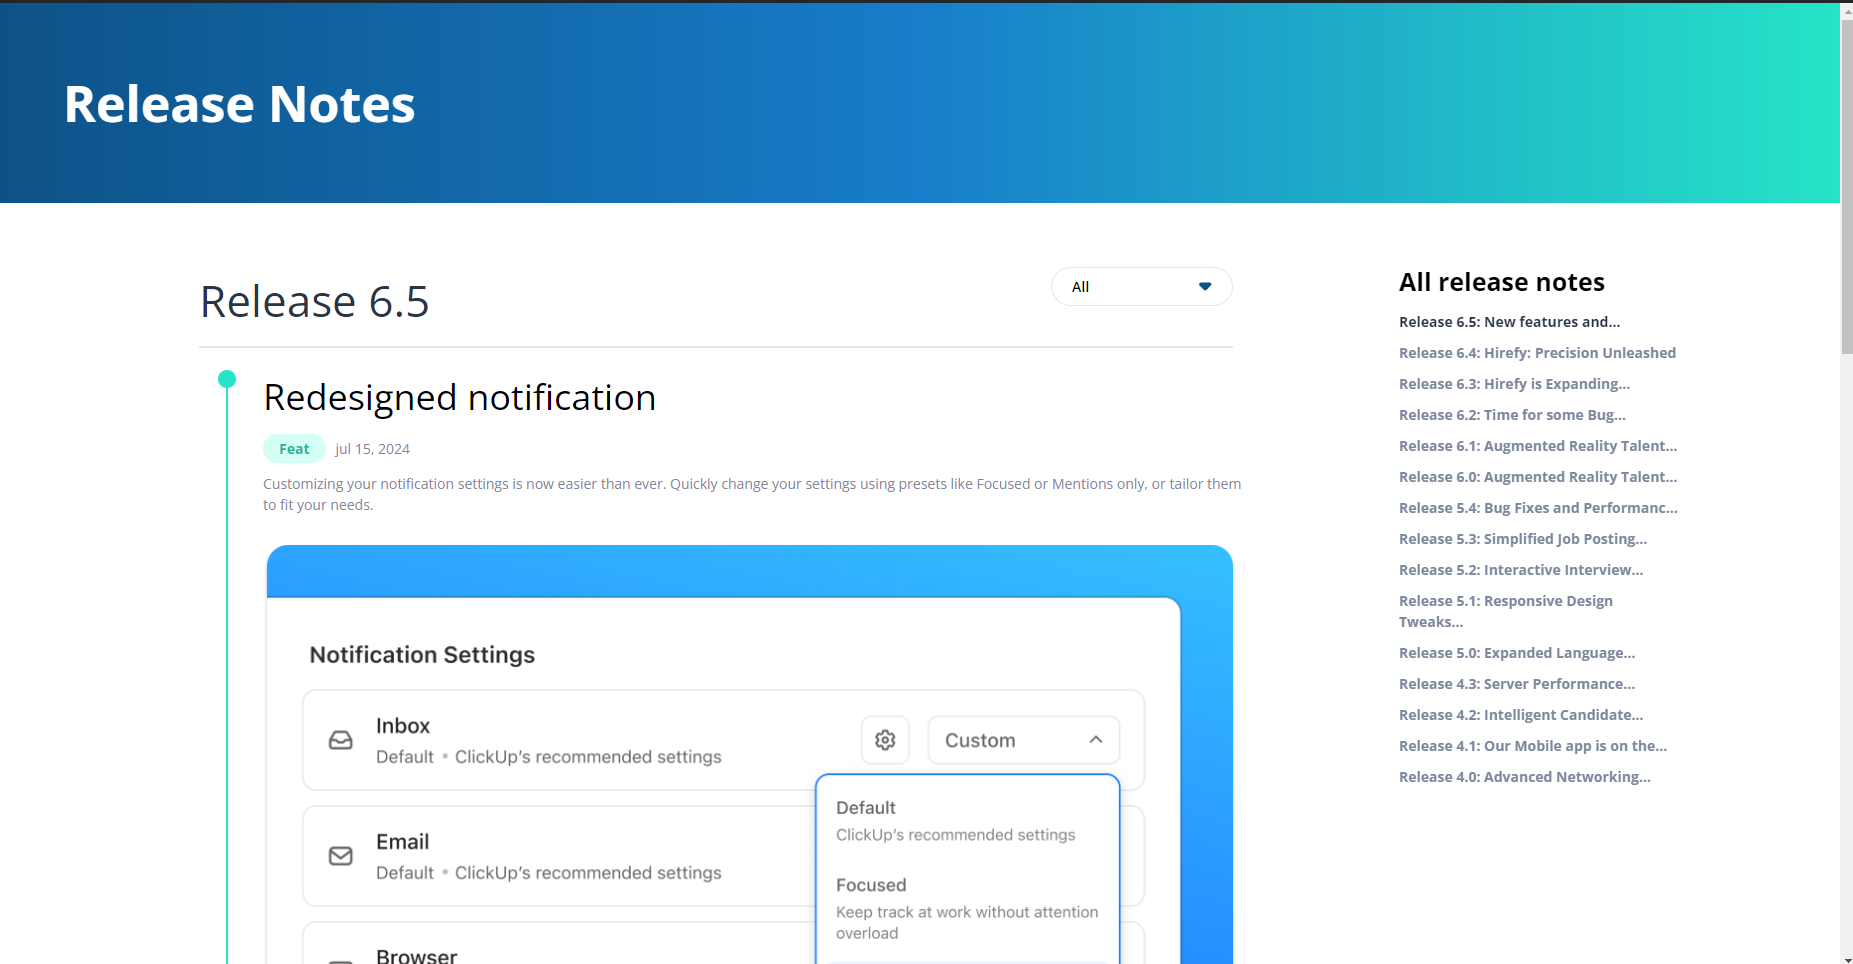 Release Notes
Release 6.5
All
Redesigned notification
Feat
jul 15, 2024
Customizing your notification settings is now easier than ever. Quickly change your settings using presets like Focused or Mentions only, or tailor them
to fit your needs.
Notification Settings
Inbox
Default • ClickUp's recommended settings
Custom
Default
ClickUp's recommended settings
Email
Default • ClickUp's recommended settings
Focused
Keep track at work without attention
overload
Browser
All release notes
Release 6.5: New features and...
Release 6.4: Hirefy: Precision Unleashed
Release 6.3: Hirefy is Expanding...
Release 6.2: Time for some Bug...
Release 6.1: Augmented Reality Talent...
Release 6.0: Augmented Reality Talent...
Release 5.4: Bug Fixes and Performanc...
Release 5.3: Simplified Job Posting...
Release 5.2: Interactive Interview...
Release 5.1: Responsive Design
Tweaks...
Release 5.0: Expanded Language...
Release 4.3: Server Performance...
Release 4.2: Intelligent Candidate...
Release 4.1: Our Mobile app is on the...
Release 4.0: Advanced Networking...